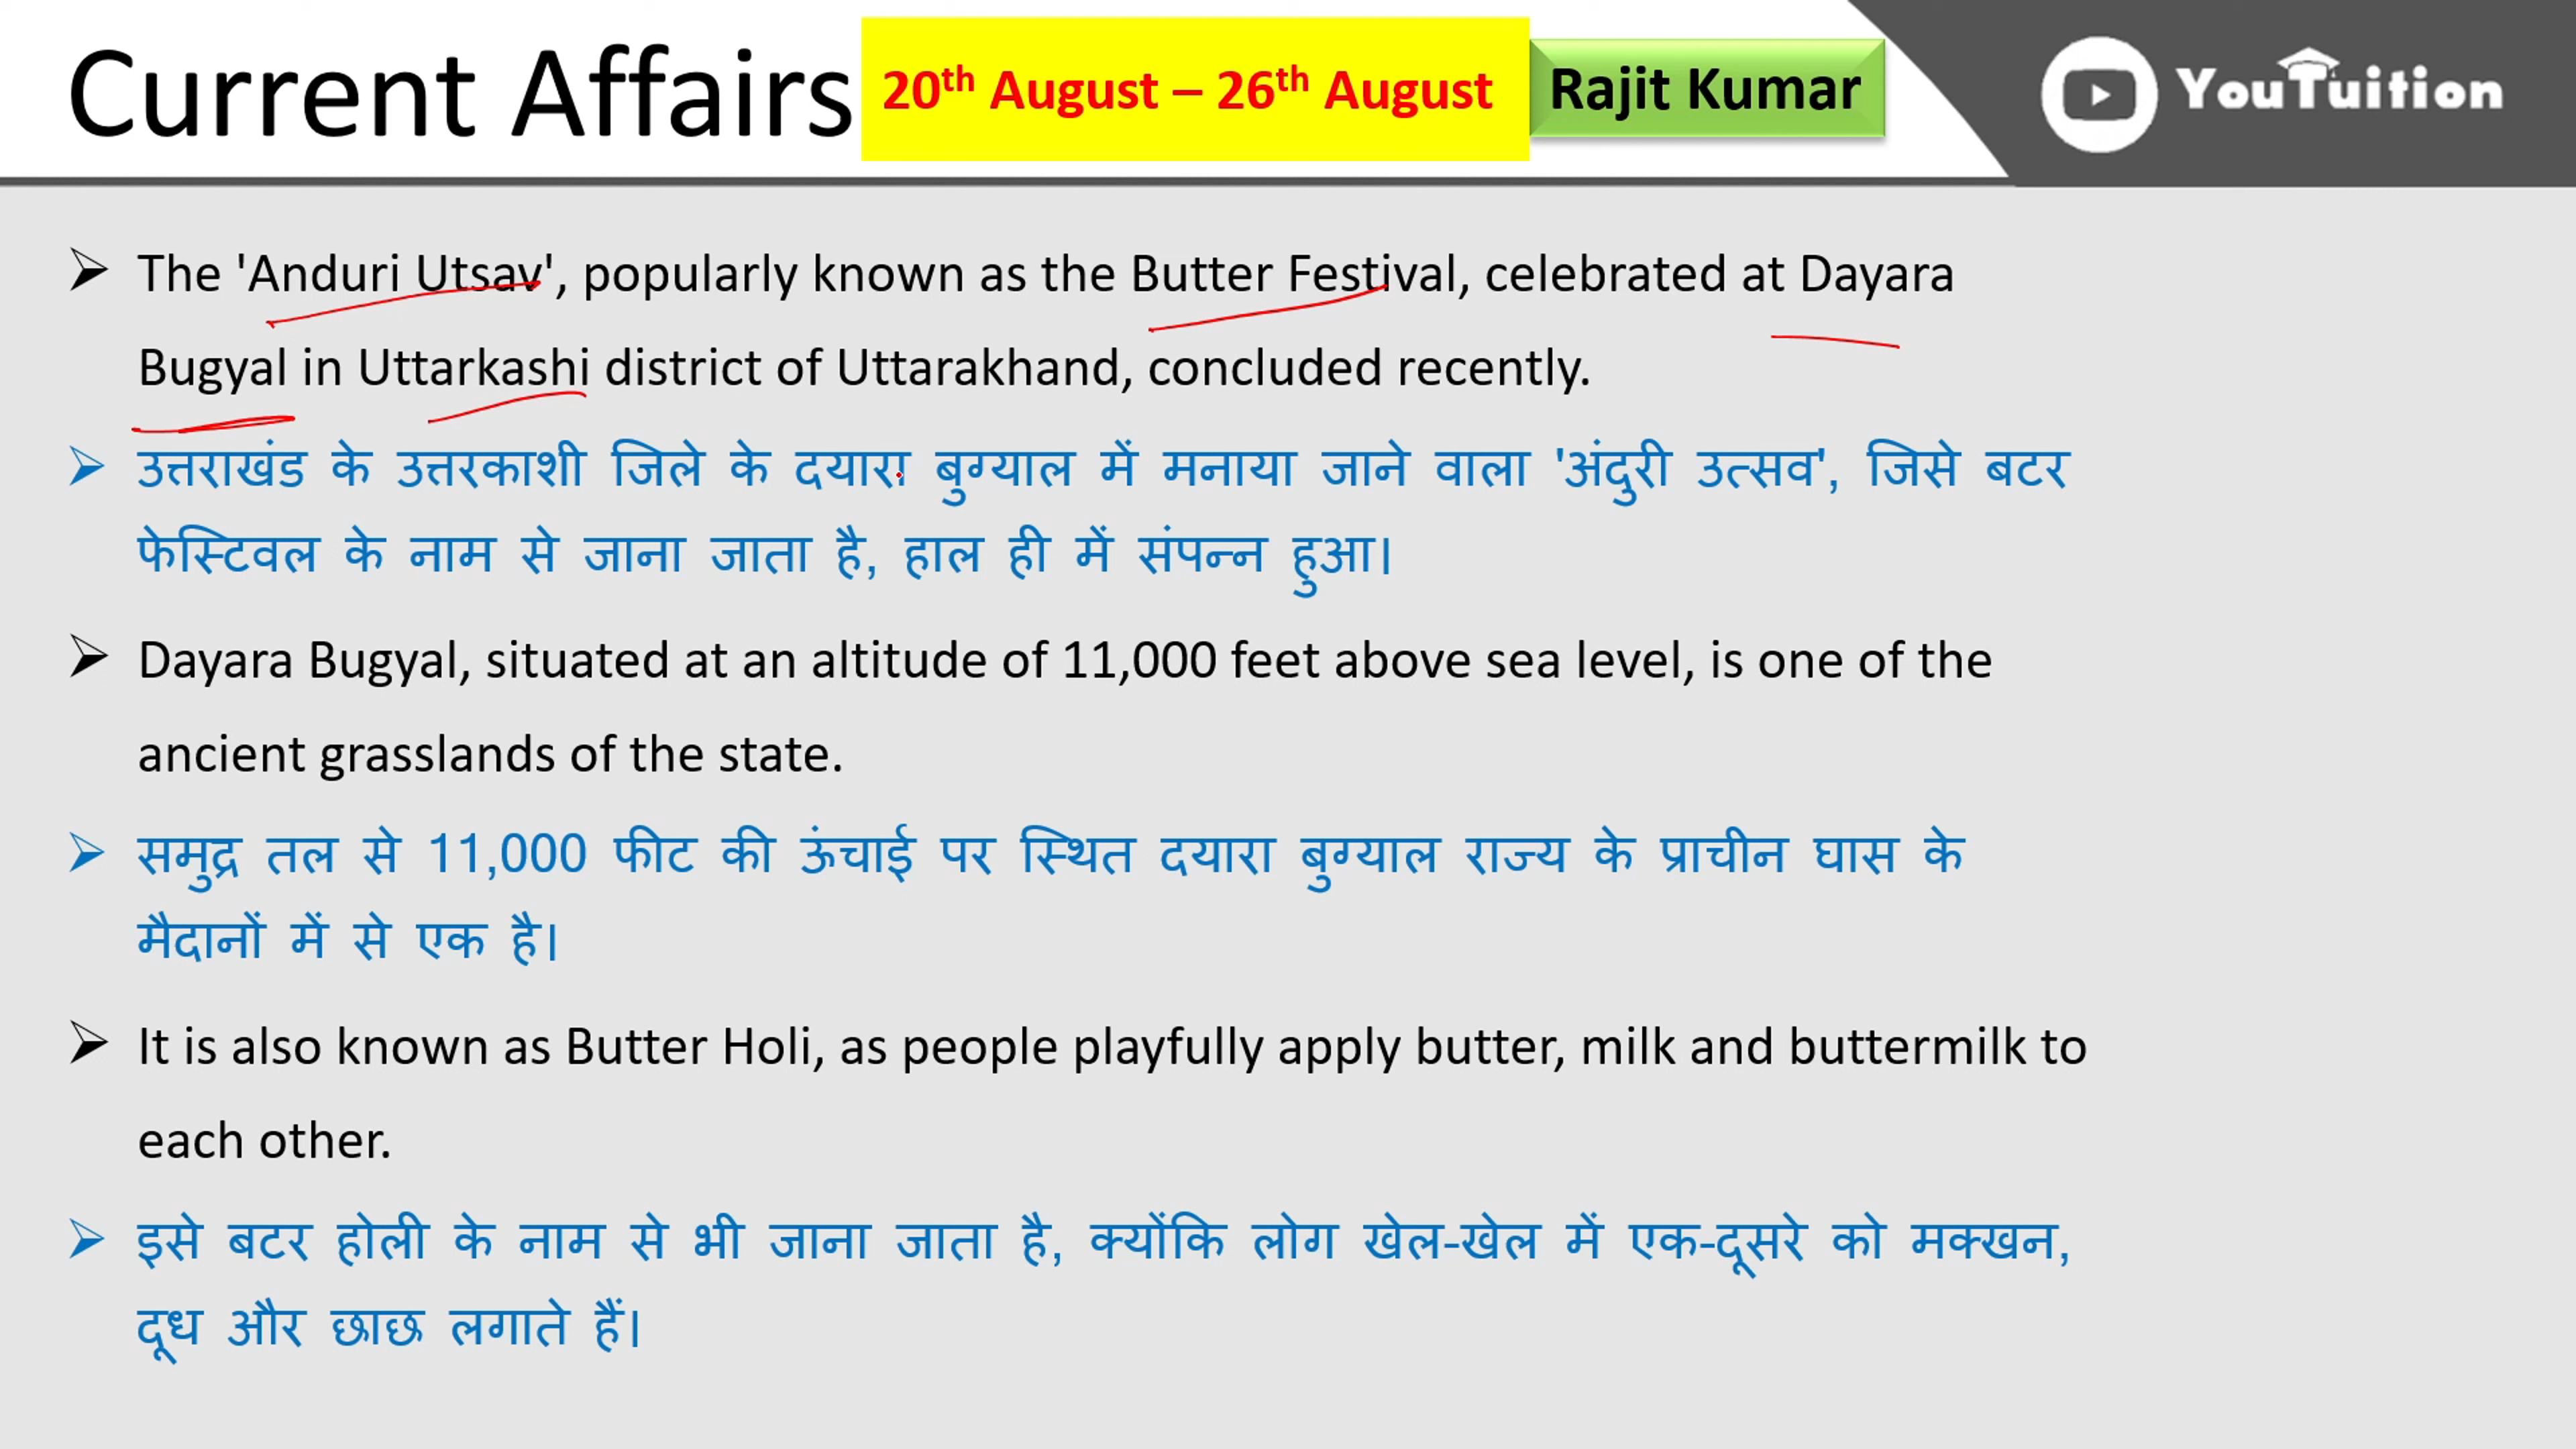 Current Affairs 20th August – 26th August Rajit Kumar YouTuition
➢ The 'Anduri Utsav', popularly known as the Butter Festival, celebrated at Dayara
Bugyal in Uttarkashi district of Uttarakhand, concluded recently.
➢ उत्तराखंड के उत्तरकाशी जिले के दयारा बुग्याल में मनाया जाने वाला 'अंदुरी उत्सव', जिसे बटर
फेस्टिवल के नाम से जाना जाता है, हाल ही में संपन्न हुआ।
➢ Dayara Bugyal, situated at an altitude of 11,000 feet above sea level, is one of the
ancient grasslands of the state.
➢ समुद्र तल से 11,000 फीट की ऊंचाई पर स्थित दयारा बुग्याल राज्य के प्राचीन घास के
मैदानों में से एक है।
➢ It is also known as Butter Holi, as people playfully apply butter, milk and buttermilk to
each other.
➢ इसे बटर होली के नाम से भी जाना जाता है, क्योंकि लोग खेल-खेल में एक-दूसरे को मक्खन,
दूध और छाछ लगाते हैं।